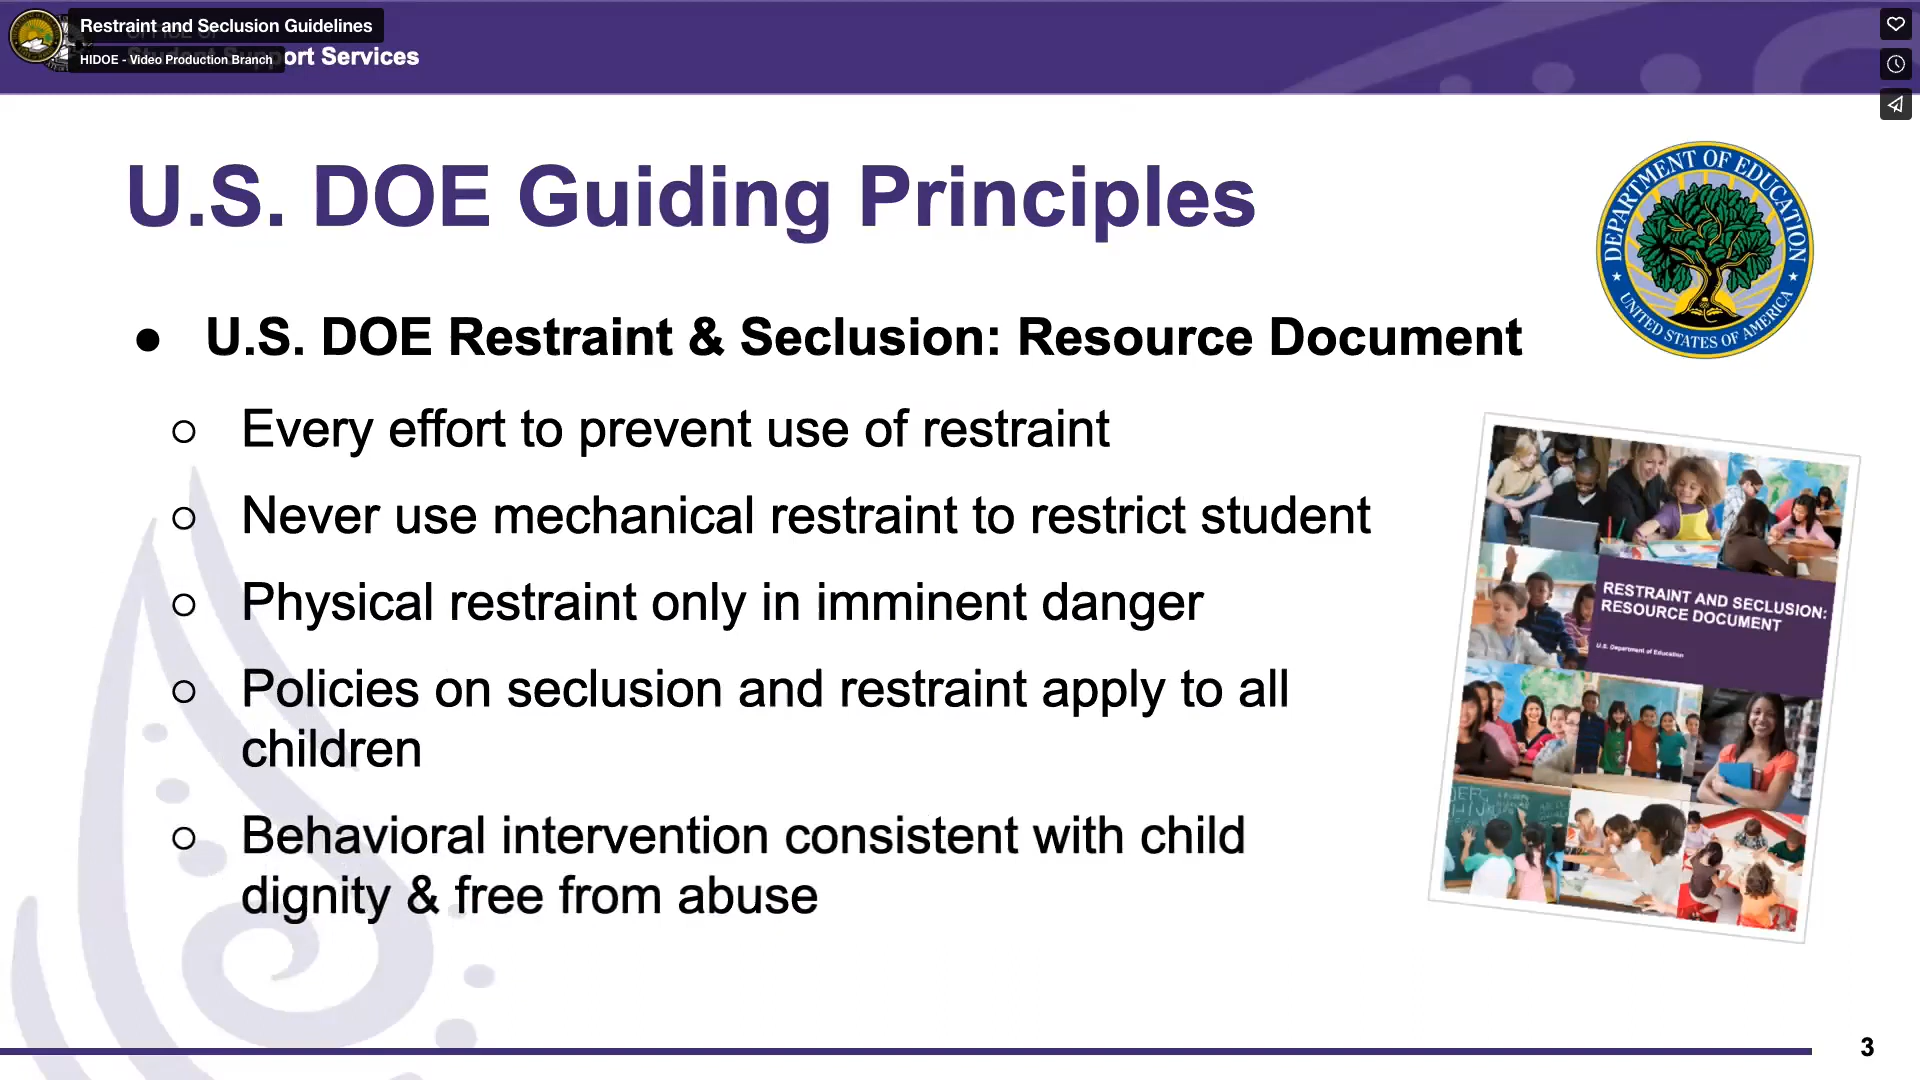 Restraint and Seclusion Guidelines
HIDOE - Video Production Branch
Student Support Services
U.S. DOE Guiding Principles
DEPARTMENT OF EDUCATION
UNITED STATES OF AMERICA
● U.S. DOE Restraint & Seclusion: Resource Document
○ Every effort to prevent use of restraint
○ Never use mechanical restraint to restrict student
○ Physical restraint only in imminent danger
○ Policies on seclusion and restraint apply to all
children
○ Behavioral intervention consistent with child
dignity & free from abuse
RESTRAINT AND SECLUSION:
RESOURCE DOCUMENT
U.S. Department of Education
3